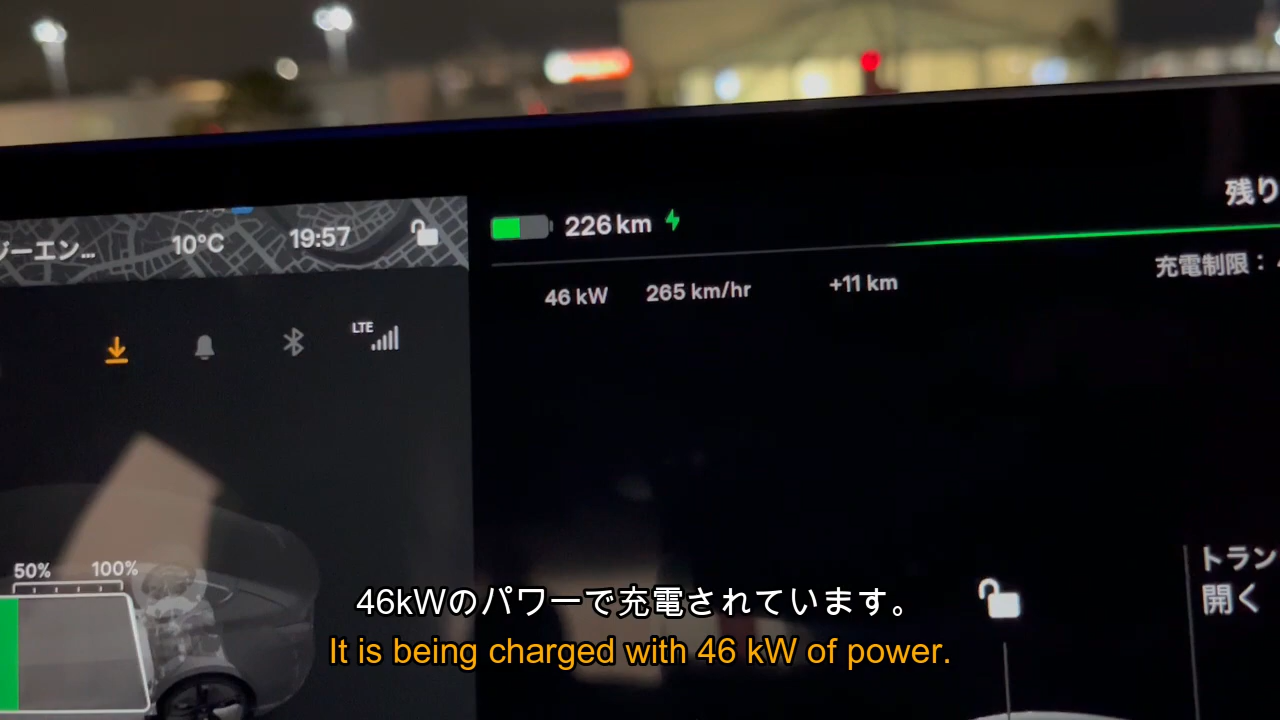 残り
226 km
ジーエン... 10°C 19:57
充電制限：
46 kW 265 km/hr +11 km
LTE
トラン
開く
50% 100%
46kWのパワーで充電されています。
It is being charged with 46 kW of power.